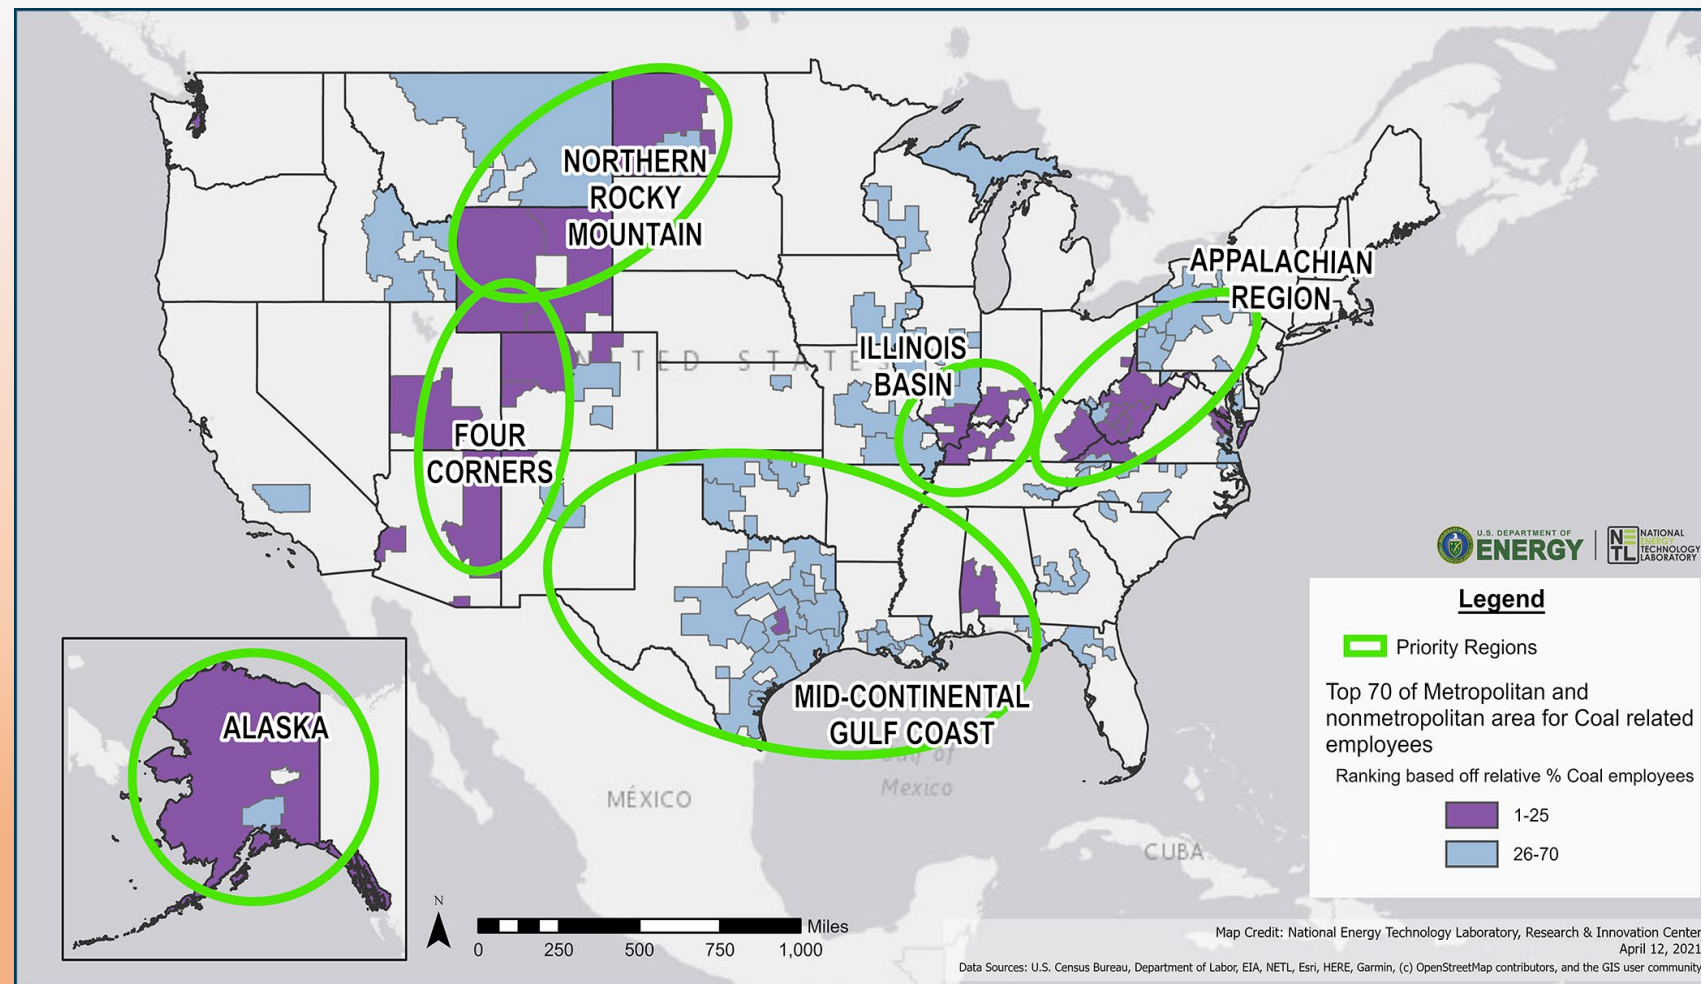 NORTHERN
ROCKY
MOUNTAIN
APPALACHIAN
REGION
ILLINOIS
BASIN
FOUR
CORNERS
MID-CONTINENTAL
GULF COAST
ALASKA
MÉXICO
Mexico
CUBA
N
Miles
0 250 500 750 1,000
U.S. DEPARTMENT OF
ENERGY
NE
TL
NATIONAL
ENERGY
TECHNOLOGY
LABORATORY
Legend
Priority Regions
Top 70 of Metropolitan and
nonmetropolitan area for Coal related
employees
Ranking based off relative % Coal employees
1-25
26-70
Map Credit: National Energy Technology Laboratory, Research & Innovation Center
April 12, 2021
Data Sources: U.S. Census Bureau, Department of Labor, EIA, NETL, Esri, HERE, Garmin, (c) OpenStreetMap contributors, and the GIS user community